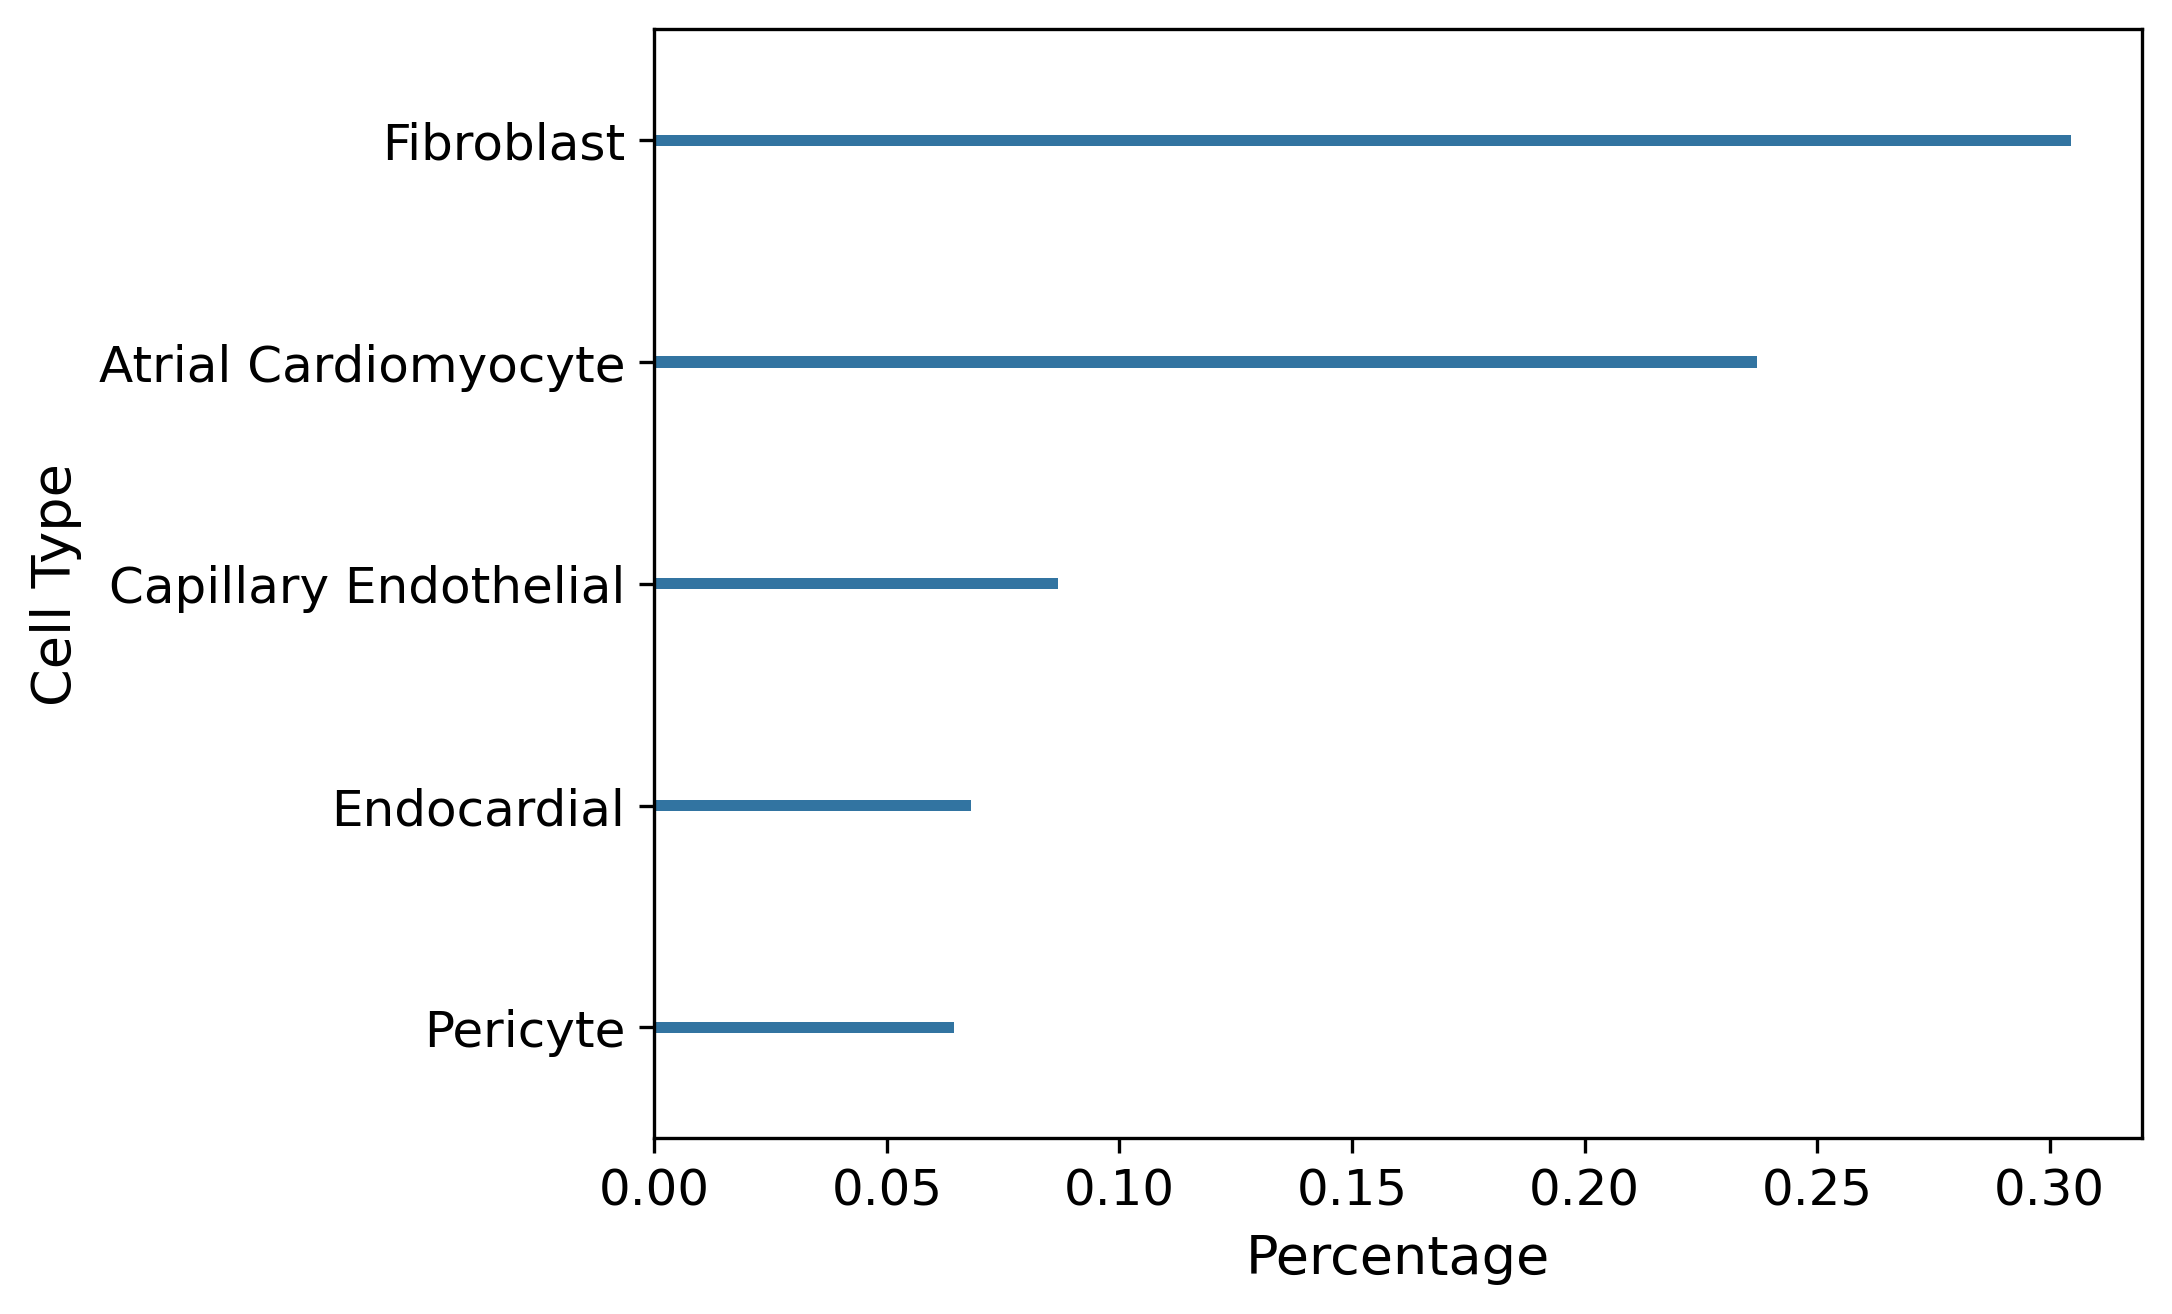 Fibroblast
Atrial Cardiomyocyte
Capillary Endothelial
Endocardial
Pericyte
Cell Type
0.00 0.05 0.10 0.15 0.20 0.25 0.30
Percentage